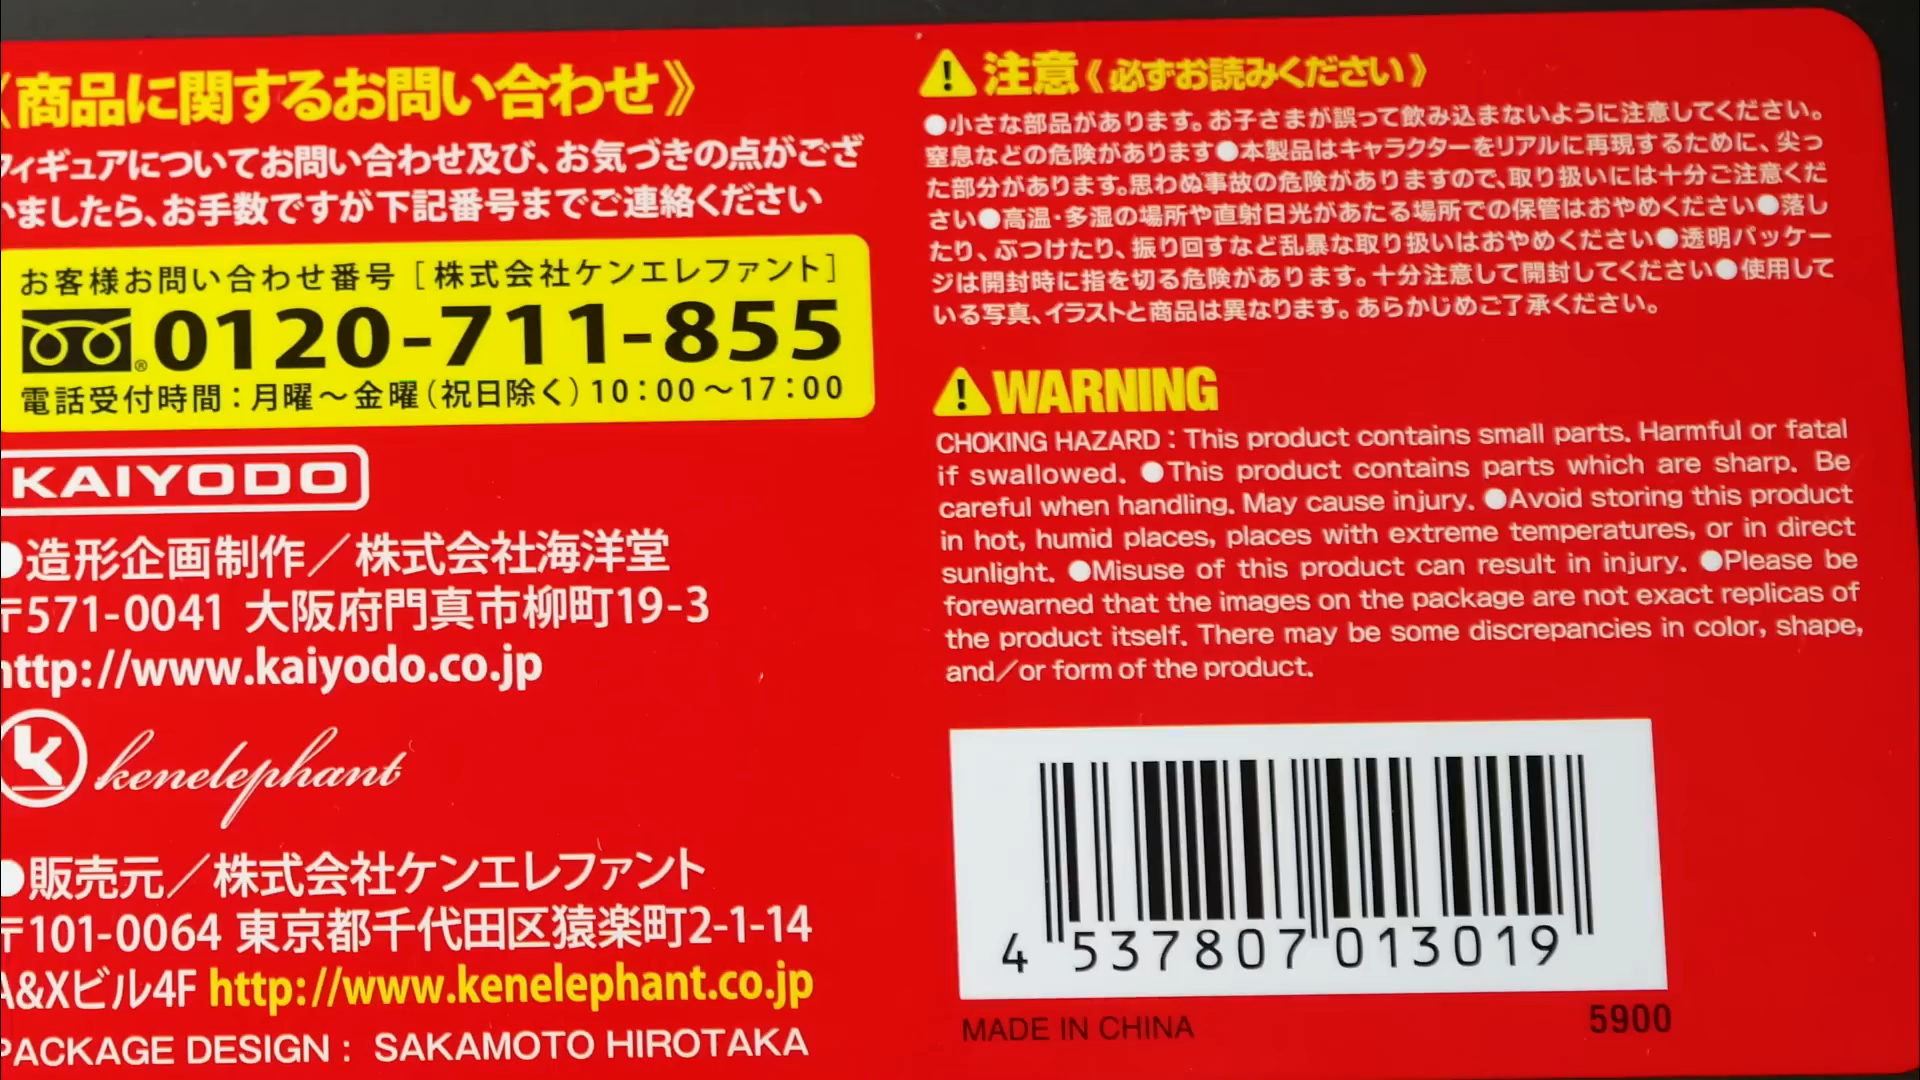 《商品に関するお問い合わせ》
フィギュアについてお問い合わせ及び、お気づきの点がござ
いましたら、お手数ですが下記番号までご連絡ください
お客様お問い合わせ番号［株式会社ケンエレファント］
®0120-711-855
電話受付時間：月曜～金曜（祝日除く）10：00～17：00
KAIYODO
●造形企画制作／株式会社海洋堂
〒571-0041 大阪府門真市柳町19-3
http://www.kaiyodo.co.jp
k kenelephant
●販売元／株式会社ケンエレファント
〒101-0064 東京都千代田区猿楽町2-1-14
A&Xビル4F http://www.kenelephant.co.jp
PACKAGE DESIGN： SAKAMOTO HIROTAKA
⚠注意《必ずお読みください》
●小さな部品があります。お子さまが誤って飲み込まないように注意してください。
窒息などの危険があります●本製品はキャラクターをリアルに再現するために、尖っ
た部分があります。思わぬ事故の危険がありますので、取り扱いには十分ご注意くだ
さい●高温・多湿の場所や直射日光があたる場所での保管はおやめください●落し
たり、ぶつけたり、振り回すなど乱暴な取り扱いはおやめください●透明パッケー
ジは開封時に指を切る危険があります。十分注意して開封してください●使用して
いる写真、イラストと商品は異なります。あらかじめご了承ください。
⚠WARNING
CHOKING HAZARD：This product contains small parts. Harmful or fatal
if swallowed. ●This product contains parts which are sharp. Be
careful when handling. May cause injury. ●Avoid storing this product
in hot, humid places, places with extreme temperatures, or in direct
sunlight. ●Misuse of this product can result in injury. ●Please be
forewarned that the images on the package are not exact replicas of
the product itself. There may be some discrepancies in color, shape,
and／or form of the product.
4 537807 013019
MADE IN CHINA
5900